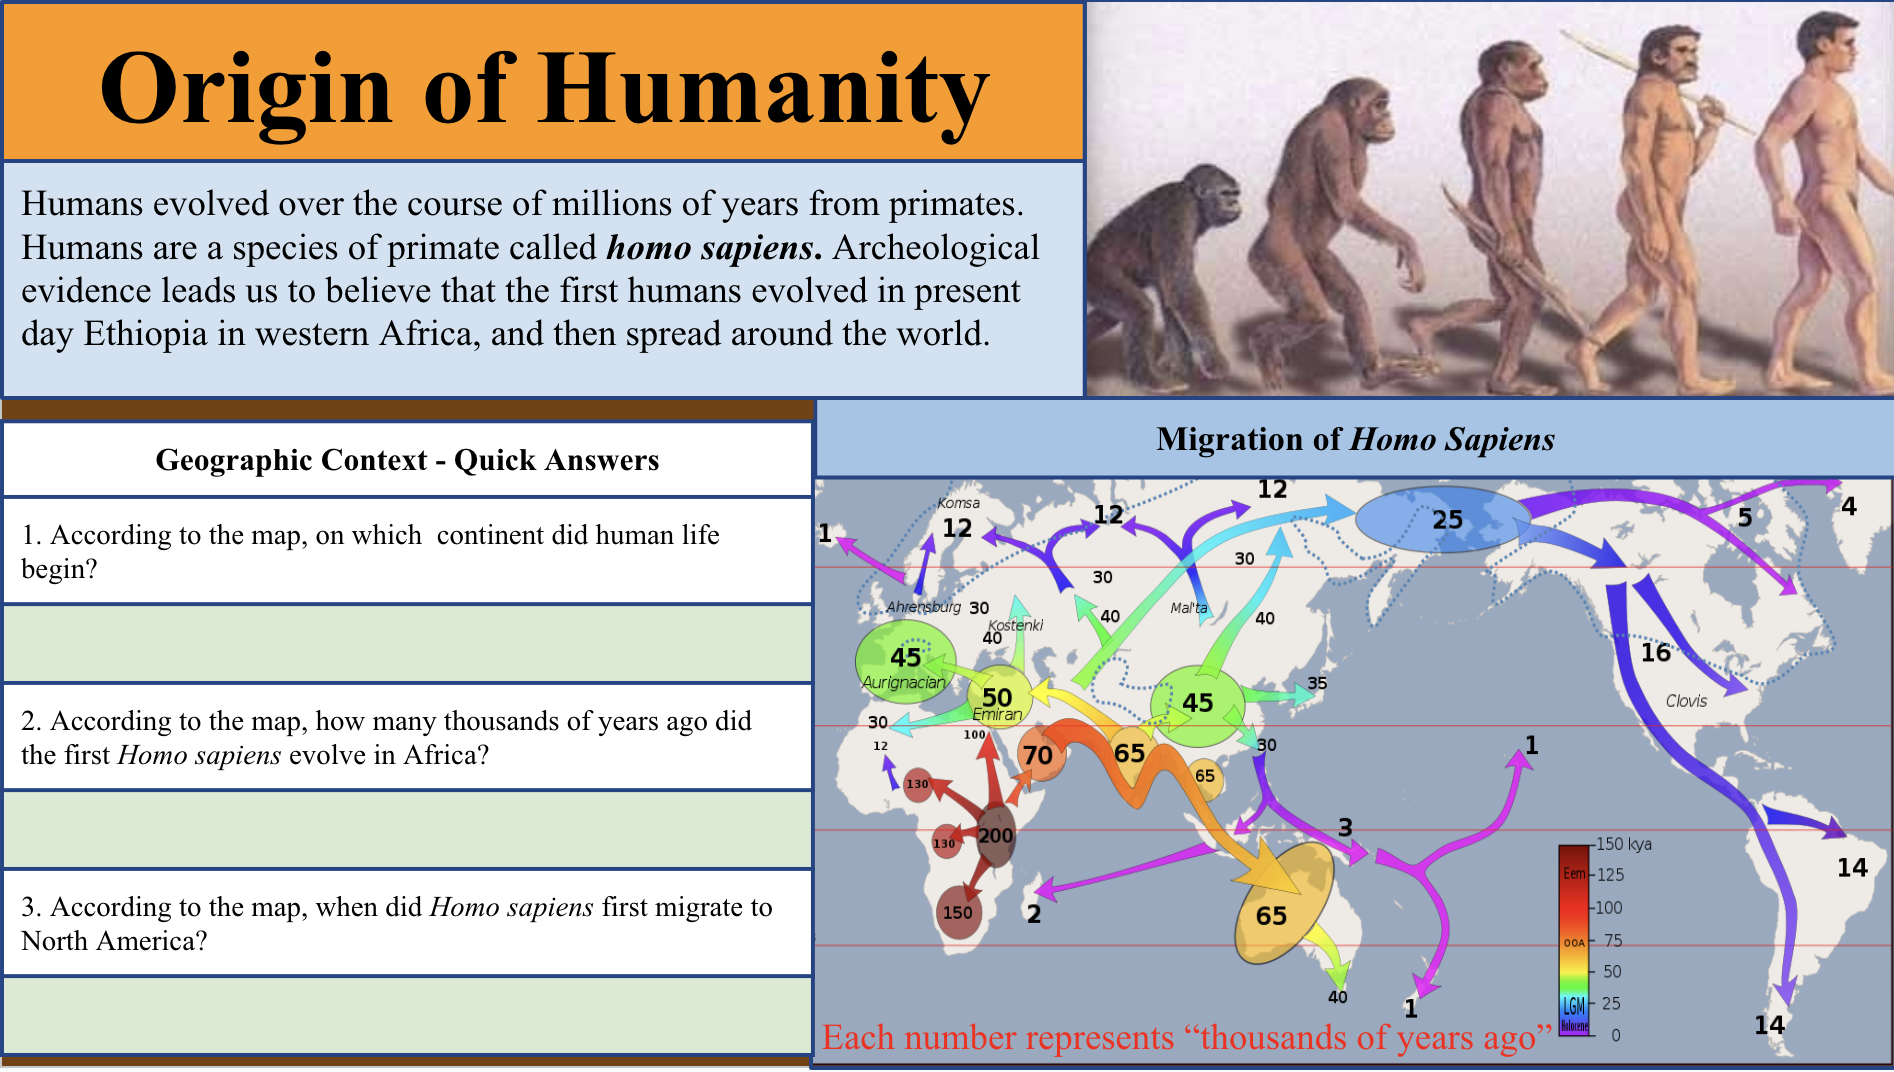 Origin of Humanity
Humans evolved over the course of millions of years from primates.
Humans are a species of primate called homo sapiens. Archeological
evidence leads us to believe that the first humans evolved in present
day Ethiopia in western Africa, and then spread around the world.
Geographic Context - Quick Answers
1. According to the map, on which  continent did human life
begin?
2. According to the map, how many thousands of years ago did
the first Homo sapiens evolve in Africa?
3. According to the map, when did Homo sapiens first migrate to
North America?
Migration of Homo Sapiens
Komsa
12
12
12
25
5
4
1
30
30
Ahrensburg
30
Kostenki
40
40
Mal'ta
40
45
Aurignacian
50
Emiran
45
35
16
Clovis
30
12
100
70
65
65
30
1
130
200
130
150
2
3
65
40
1
14
14
150 kya
125
100
75
50
25
0
Eem
OOA
LGM
Holocene
Each number represents “thousands of years ago”